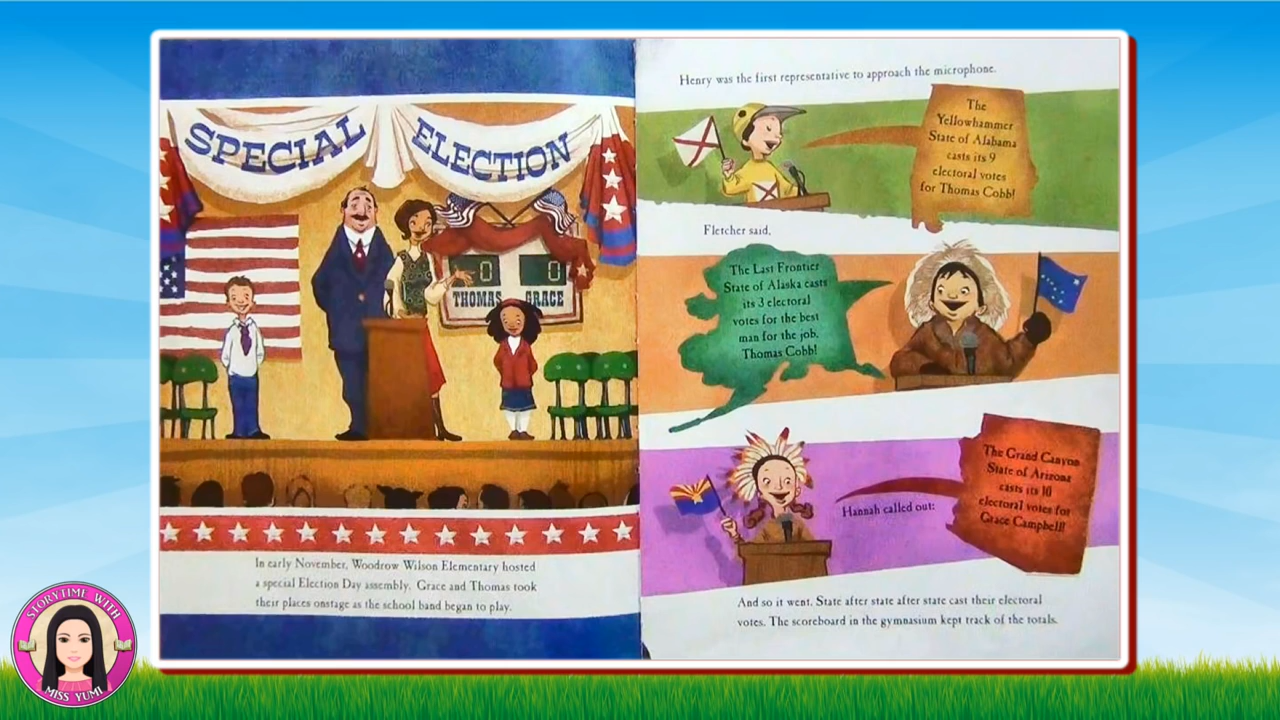 SPECIAL ELECTION
0 0
THOMAS GRACE
In early November, Woodrow Wilson Elementary hosted
a special Election Day assembly. Grace and Thomas took
their places onstage as the school band began to play.
Henry was the first representative to approach the microphone.
The
Yellowhammer
State of Alabama
casts its 9
electoral votes
for Thomas Cobb!
Fletcher said,
The Last Frontier
State of Alaska casts
its 3 electoral
votes for the best
man for the job,
Thomas Cobb!
Hannah called out:
The Grand Canyon
State of Arizona
casts its 10
electoral votes for
Grace Campbell!
And so it went. State after state after state cast their electoral
votes. The scoreboard in the gymnasium kept track of the totals.
STORYTIME WITH
MISS YUMI